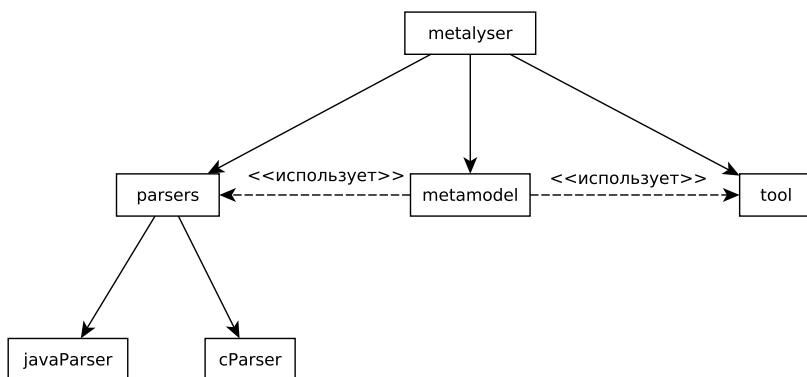 metalyser
<<использует>>
<<использует>>
parsers
metamodel
tool
javaParser
cParser